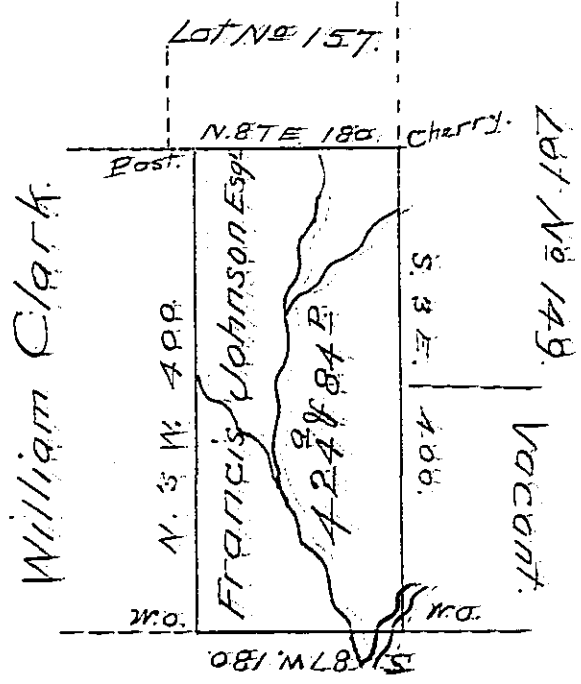 Lot No 157.
N. 87 E 180.
Cherry.
Post.
Lot No 149.
William Clark.
N. 3 W. 400.
Francis Johnson Esqr
424 a & 84 P.
S. 3 E. 400.
Vacant.
W.O.
W.O.
S 87 W. 180